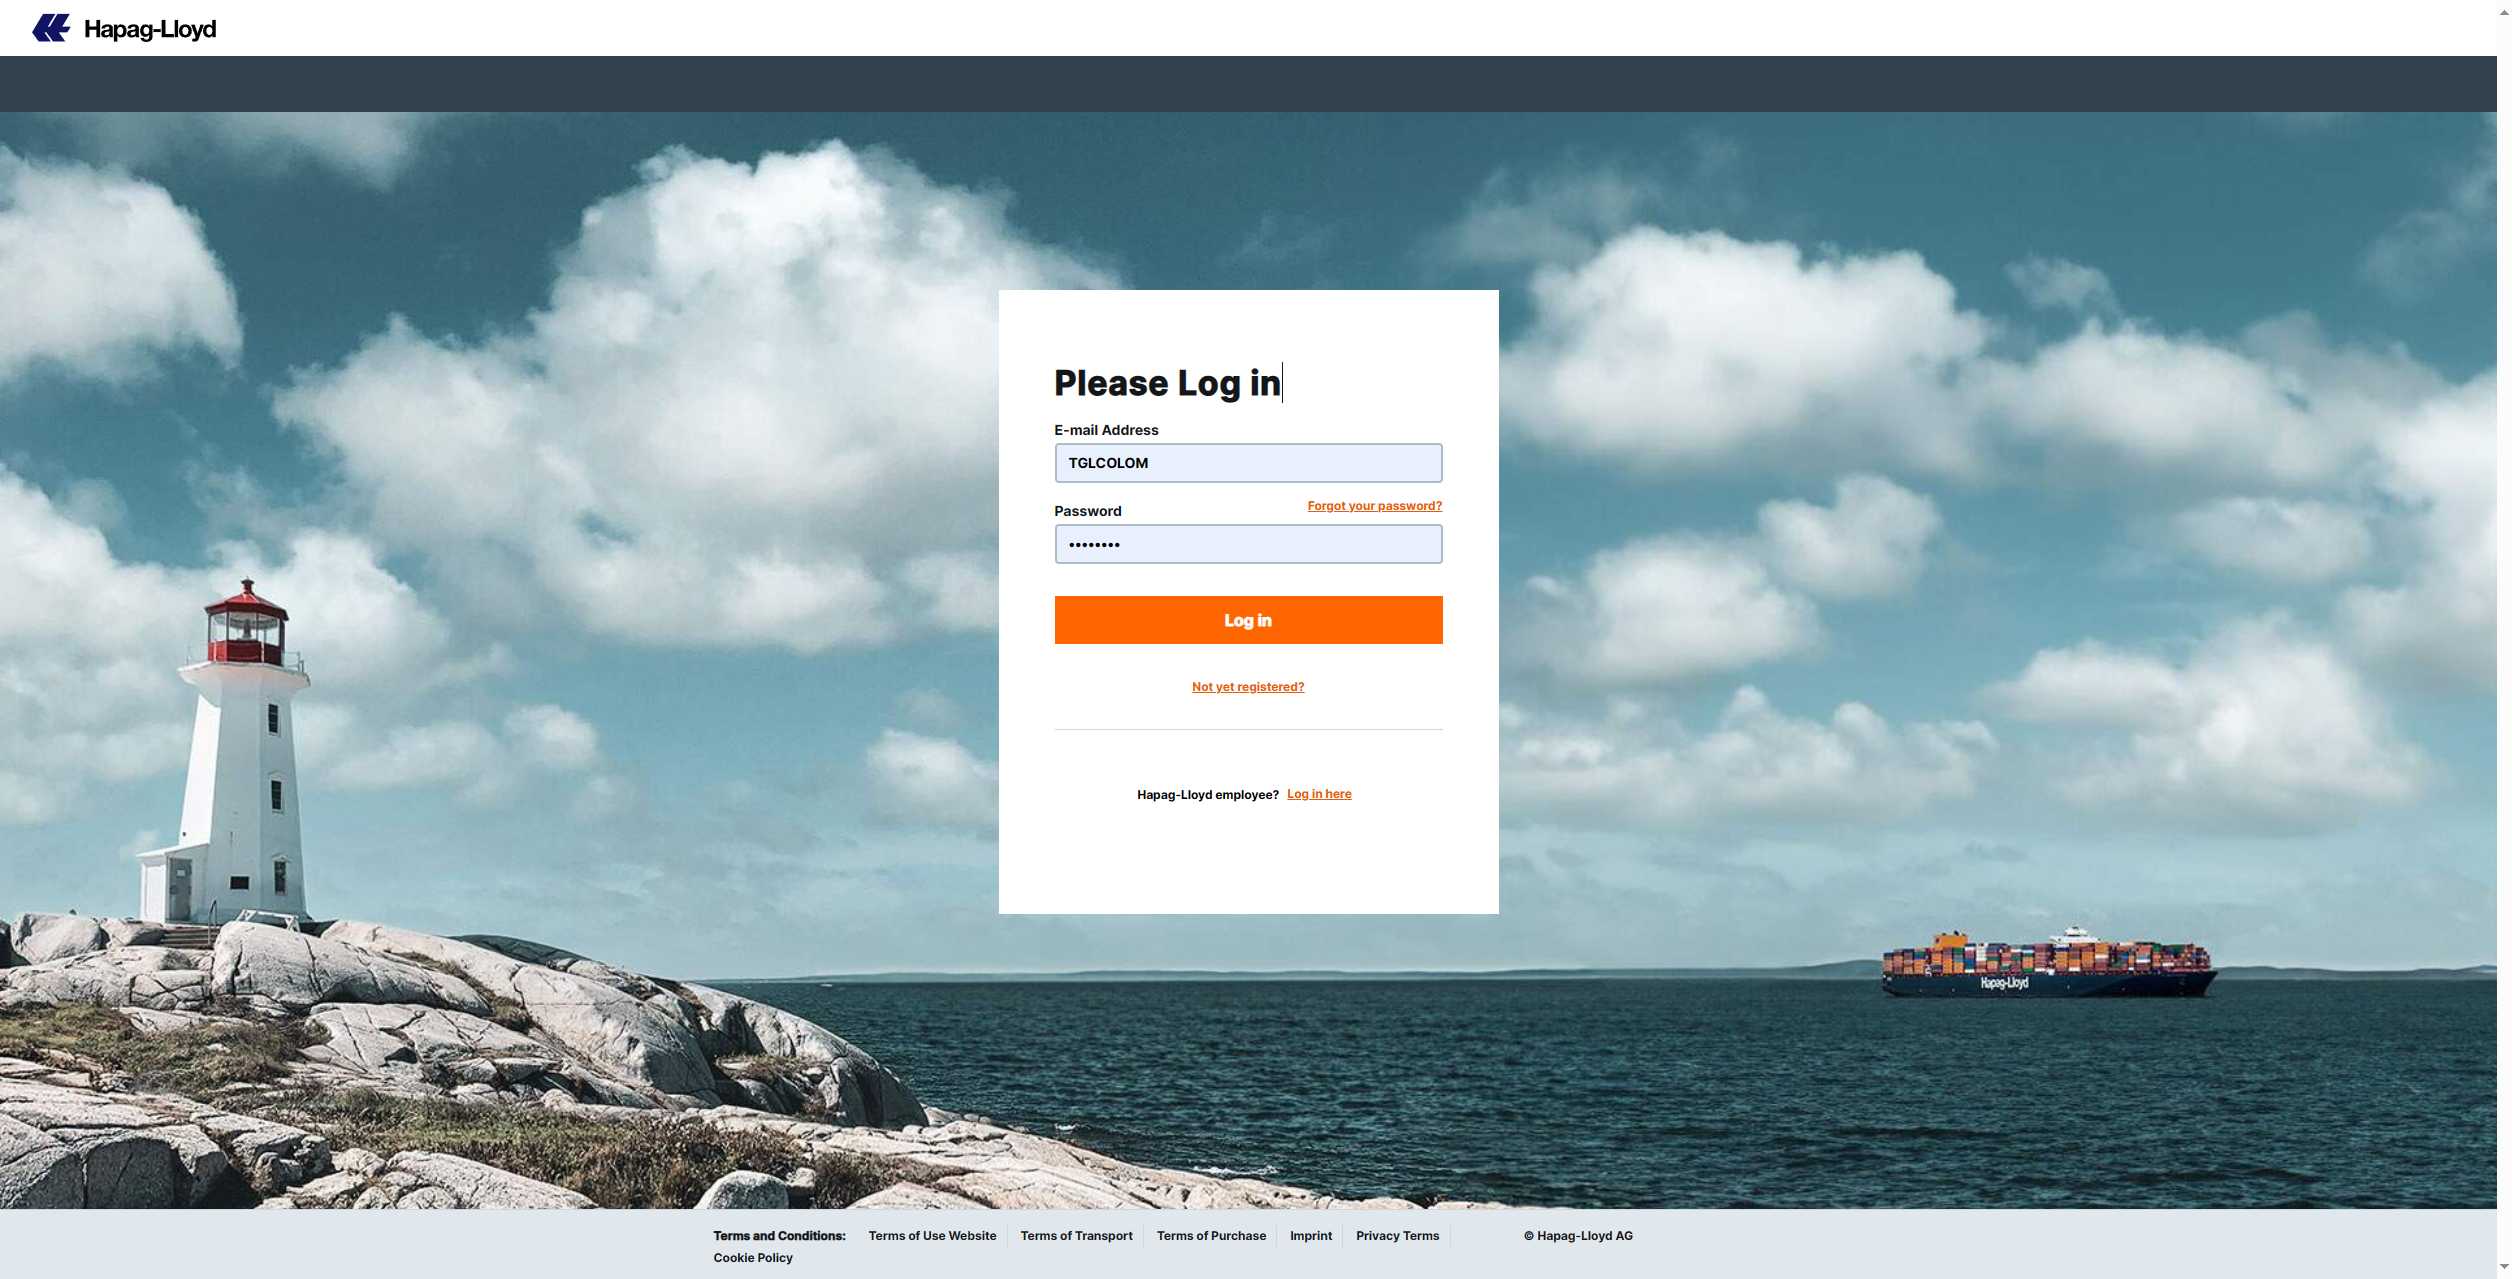 Hapag-Lloyd
Please Log in
E-mail Address
TGLCOLOM
Password
Forgot your password?
••••••••
Log in
Not yet registered?
Hapag-Lloyd employee? Log in here
Hapag-Lloyd
Terms and Conditions: Terms of Use Website Terms of Transport Terms of Purchase Imprint Privacy Terms © Hapag-Lloyd AG
Cookie Policy